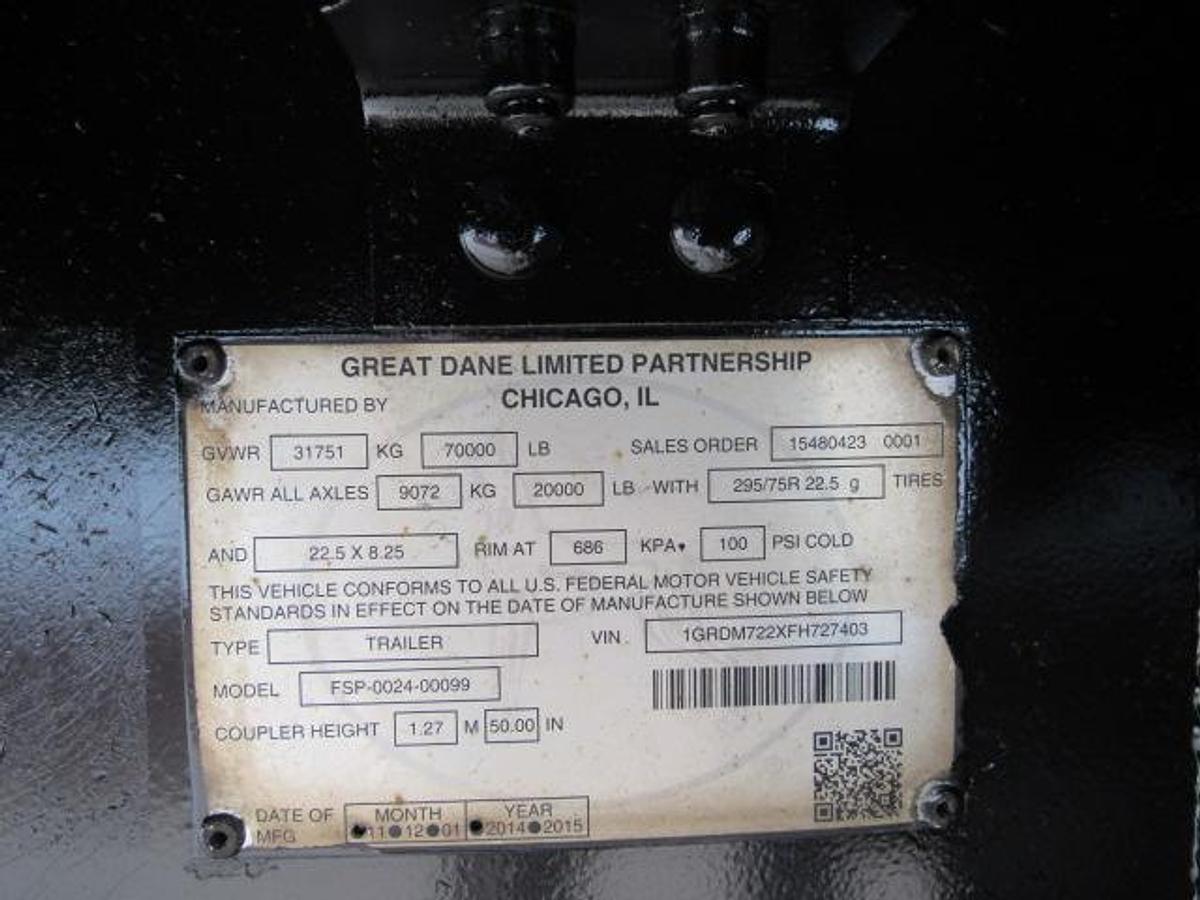 GREAT DANE LIMITED PARTNERSHIP
MANUFACTURED BY CHICAGO, IL
GVWR 31751 KG 70000 LB SALES ORDER 15480423 0001
GAWR ALL AXLES 9072 KG 20000 LB WITH 295/75R 22.5 g TIRES
AND 22.5 X 8.25 RIM AT 686 KPA 100 PSI COLD
THIS VEHICLE CONFORMS TO ALL U.S. FEDERAL MOTOR VEHICLE SAFETY
STANDARDS IN EFFECT ON THE DATE OF MANUFACTURE SHOWN BELOW
TYPE TRAILER VIN 1GRDM722XFH727403
MODEL FSP-0024-00099
COUPLER HEIGHT 1.27 M 50.00 IN
DATE OF MONTH YEAR
MFG 11 12 01 2014 2015